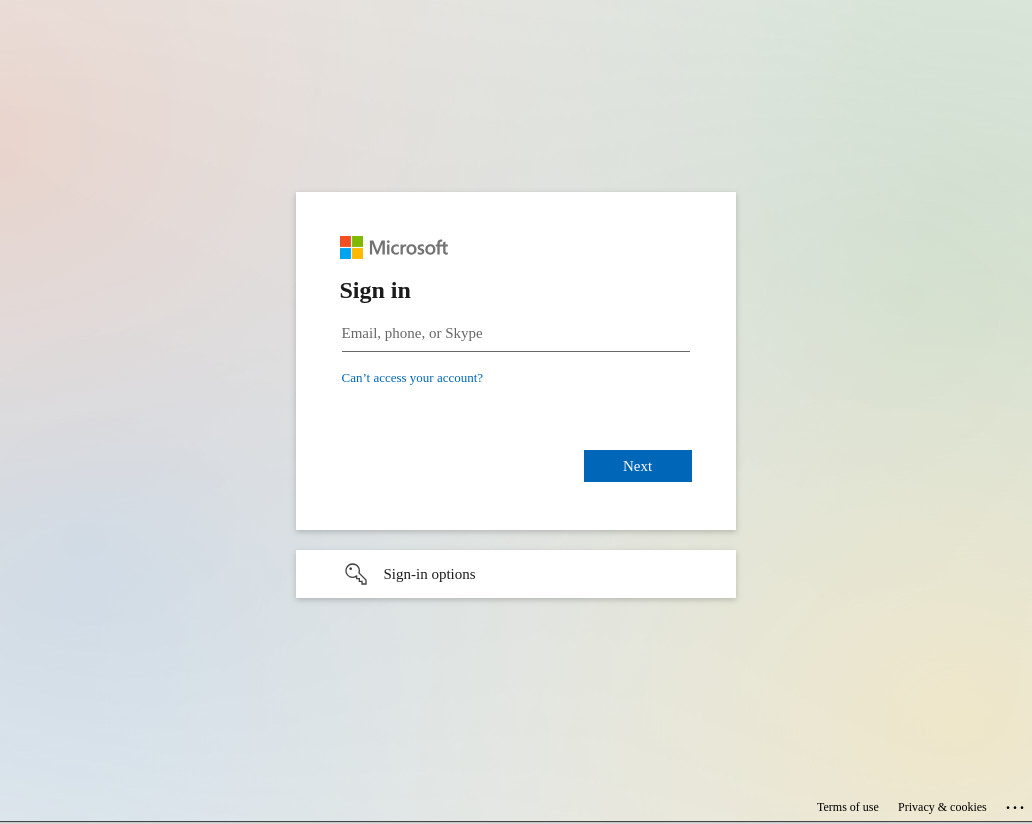 Microsoft
Sign in
Email, phone, or Skype
Can’t access your account?
Next
Sign-in options
Terms of use Privacy & cookies ...